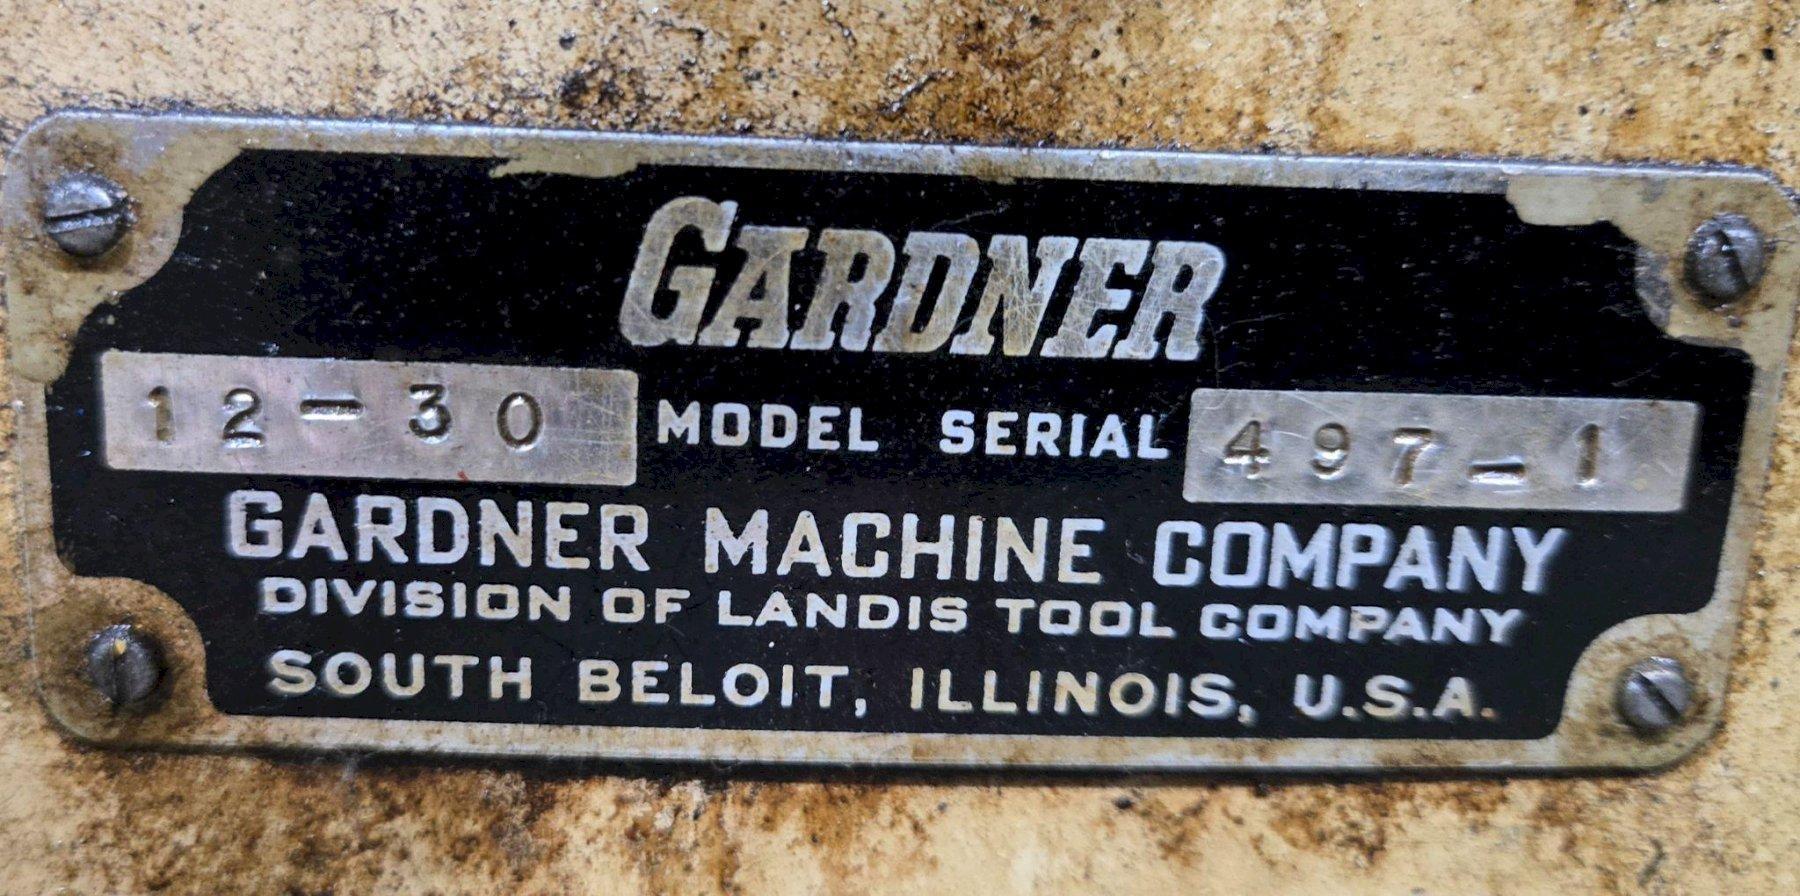 GARDNER
12-30 MODEL SERIAL 497-1
GARDNER MACHINE COMPANY
DIVISION OF LANDIS TOOL COMPANY
SOUTH BELOIT, ILLINOIS, U.S.A.